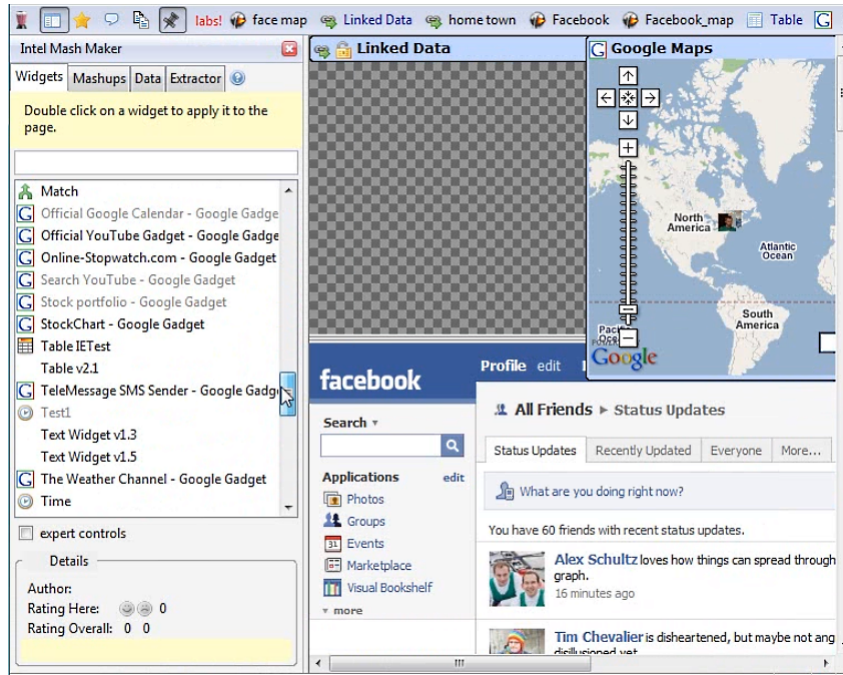 labs! face map Linked Data home town Facebook Facebook_map Table
Intel Mash Maker
Linked Data
Google Maps
Widgets Mashups Data Extractor
Double click on a widget to apply it to the
page.
Match
Official Google Calendar - Google Gadge
Official YouTube Gadget - Google Gadge
Online-Stopwatch.com - Google Gadget
Search YouTube - Google Gadget
Stock portfolio - Google Gadget
StockChart - Google Gadget
Table IETest
Table v2.1
TeleMessage SMS Sender - Google Gadg
Test1
Text Widget v1.3
Text Widget v1.5
The Weather Channel - Google Gadget
Time
expert controls
Details
Author:
Rating Here: 0
Rating Overall: 0 0
North
America
Atlantic
Ocean
South
America
Google
facebook
Profile edit
Search
Applications edit
Photos
Groups
Events
Marketplace
Visual Bookshelf
more
All Friends ▸ Status Updates
Status Updates Recently Updated Everyone More...
What are you doing right now?
You have 60 friends with recent status updates.
Alex Schultz loves how things can spread through
graph.
16 minutes ago
Tim Chevalier is disheartened, but maybe not ang